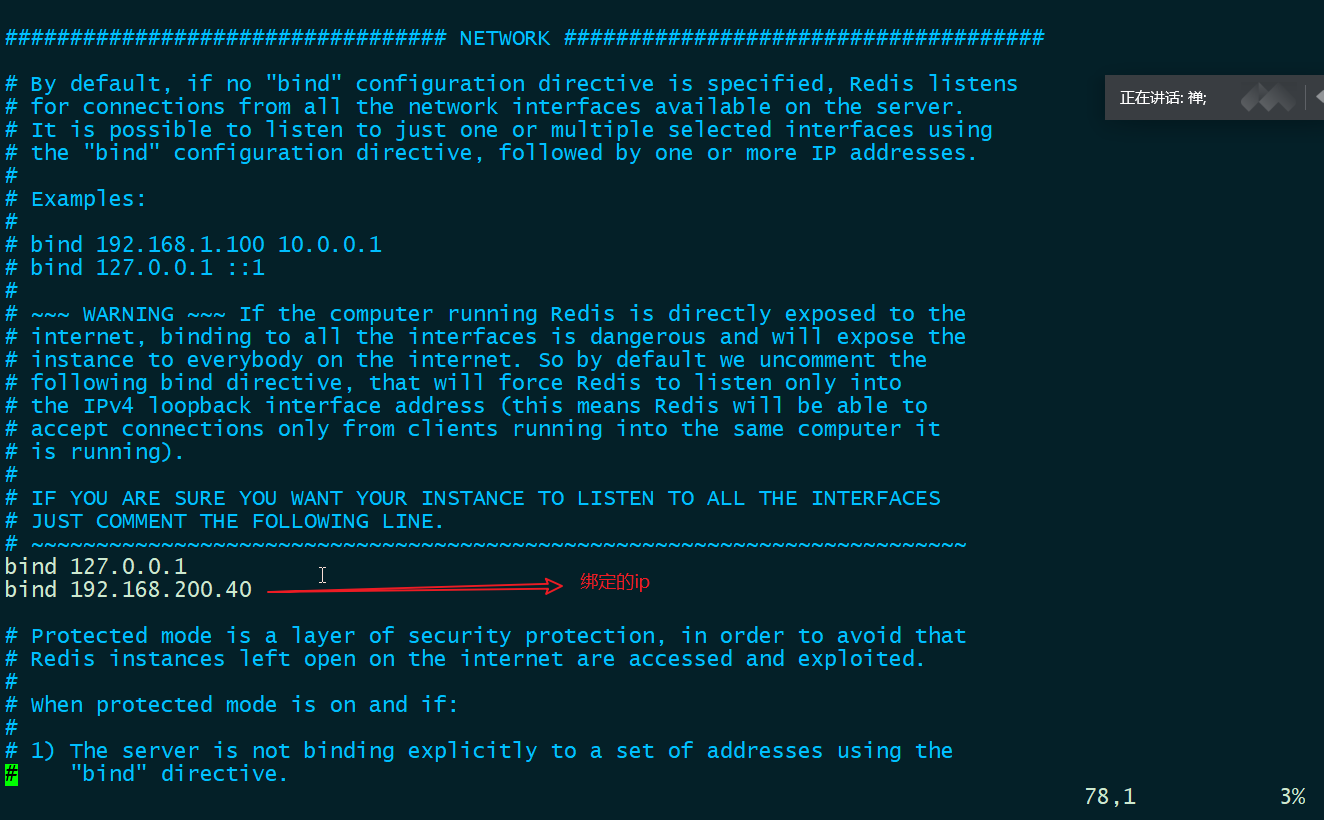 ################################## NETWORK #####################################
# By default, if no "bind" configuration directive is specified, Redis listens
# for connections from all the network interfaces available on the server.
# It is possible to listen to just one or multiple selected interfaces using
# the "bind" configuration directive, followed by one or more IP addresses.
#
# Examples:
#
# bind 192.168.1.100 10.0.0.1
# bind 127.0.0.1 ::1
#
# ~~~ WARNING ~~~ If the computer running Redis is directly exposed to the
# internet, binding to all the interfaces is dangerous and will expose the
# instance to everybody on the internet. So by default we uncomment the
# following bind directive, that will force Redis to listen only into
# the IPv4 loopback interface address (this means Redis will be able to
# accept connections only from clients running into the same computer it
# is running).
#
# IF YOU ARE SURE YOU WANT YOUR INSTANCE TO LISTEN TO ALL THE INTERFACES
# JUST COMMENT THE FOLLOWING LINE.
# ~~~~~~~~~~~~~~~~~~~~~~~~~~~~~~~~~~~~~~~~~~~~~~~~~~~~~~~~~~~~~~~~~~~~~~~~
bind 127.0.0.1
bind 192.168.200.40
绑定的ip
# Protected mode is a layer of security protection, in order to avoid that
# Redis instances left open on the internet are accessed and exploited.
#
# When protected mode is on and if:
#
# 1) The server is not binding explicitly to a set of addresses using the
#    "bind" directive.
78,1 3%
正在讲话: 禅;